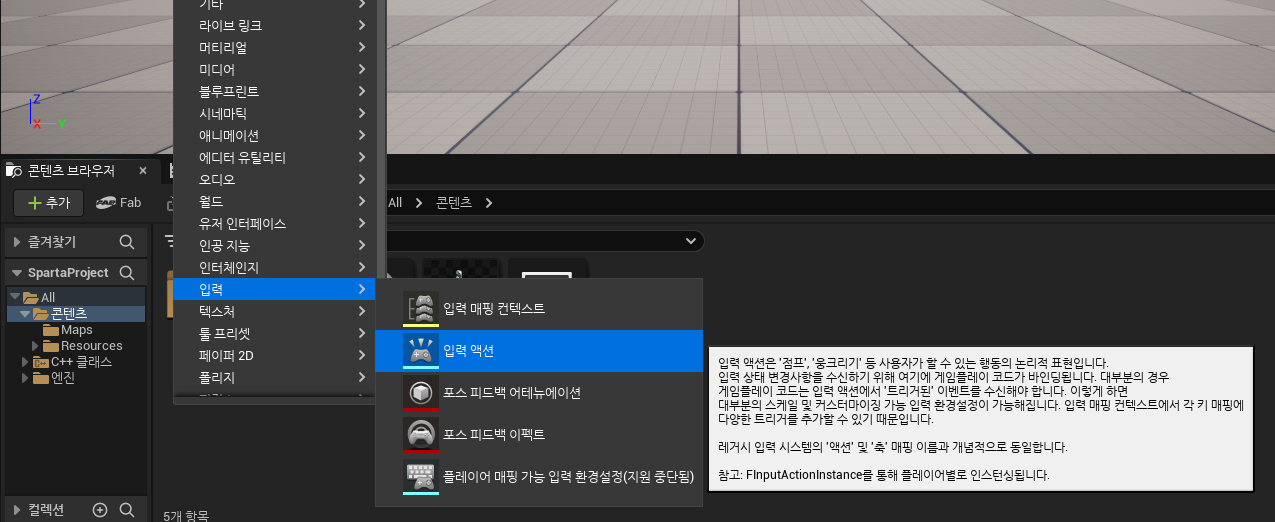 기타
라이브 링크
머티리얼
미디어
블루프린트
시네마틱
애니메이션
에디터 유틸리티
오디오
월드
유저 인터페이스
인공 지능
인터체인지
입력
텍스처
툴 프리셋
페이퍼 2D
폴리지
Z
X
Y
콘텐츠 브라우저
추가
Fab
All
콘텐츠
즐겨찾기
SpartaProject
All
콘텐츠
Maps
Resources
C++ 클래스
엔진
컬렉션
5개 항목
입력 매핑 컨텍스트
입력 액션
포스 피드백 어테뉴에이션
포스 피드백 이펙트
플레이어 매핑 가능 입력 환경설정(지원 중단됨)
입력 액션은 '점프', '웅크리기' 등 사용자가 할 수 있는 행동의 논리적 표현입니다.
입력 상태 변경사항을 수신하기 위해 여기에 게임플레이 코드가 바인딩됩니다. 대부분의 경우
게임플레이 코드는 입력 액션에서 '트리거된' 이벤트를 수신해야 합니다. 이렇게 하면
대부분의 스케일 및 커스터마이징 가능 입력 환경설정이 가능해집니다. 입력 매핑 컨텍스트에서 각 키 매핑에
다양한 트리거를 추가할 수 있기 때문입니다.
레거시 입력 시스템의 '액션' 및 '축' 매핑 이름과 개념적으로 동일합니다.
참고: FInputActionInstance를 통해 플레이어별로 인스턴싱됩니다.